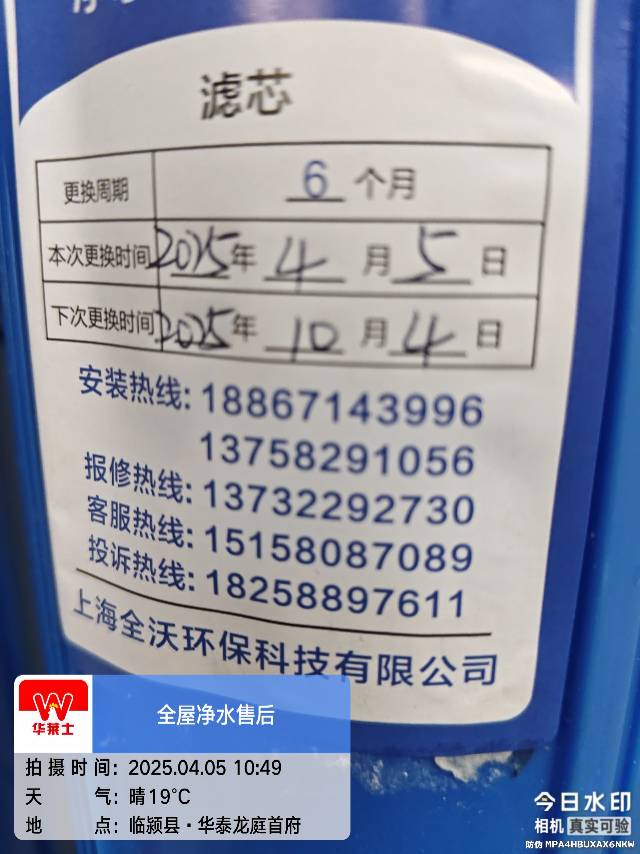 滤芯
更换周期 6 个月
本次更换时间 2025年 4 月 5 日
下次更换时间 2025年 10 月 4 日
安装热线: 18867143996
13758291056
报修热线: 13732292730
客服热线: 15158087089
投诉热线: 18258897611
上海全沃环保科技有限公司
华莱士
全屋净水售后
拍摄时间: 2025.04.05 10:49
天气: 晴19°C
地点: 临颍县·华泰龙庭首府
今日水印
相机 真实可验
防伪 MPA4HBUXAX6NKW